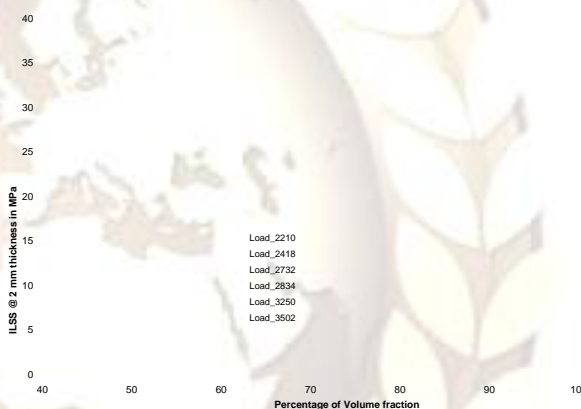 40
35
30
25
20
15
10
5
0
ILSS @ 2 mm thickness in MPa
Load_2210
Load_2418
Load_2732
Load_2834
Load_3250
Load_3502
40 50 60 70 80 90 10
Percentage of Volume fraction